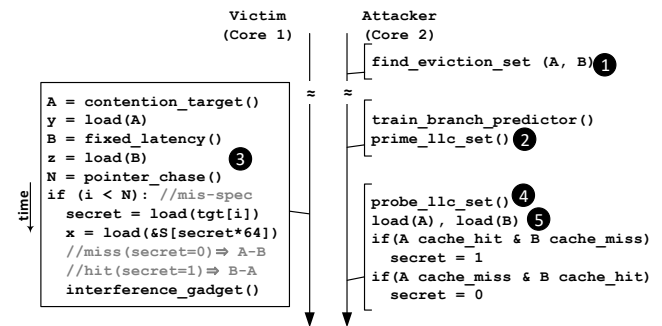 Victim
(Core 1)
Attacker
(Core 2)
find_eviction_set (A, B) 1
≈
≈
train_branch_predictor()
prime_llc_set() 2
A = contention_target()
y = load(A)
B = fixed_latency()
z = load(B)
3
N = pointer_chase()
if (i < N): //mis-spec
secret = load(tgt[i])
x = load(&S[secret*64])
//miss(secret=0)⇒ A-B
//hit(secret=1)⇒ B-A
interference_gadget()
time
probe_llc_set() 4
load(A), load(B) 5
if(A cache_hit & B cache_miss)
secret = 1
if(A cache_miss & B cache_hit)
secret = 0